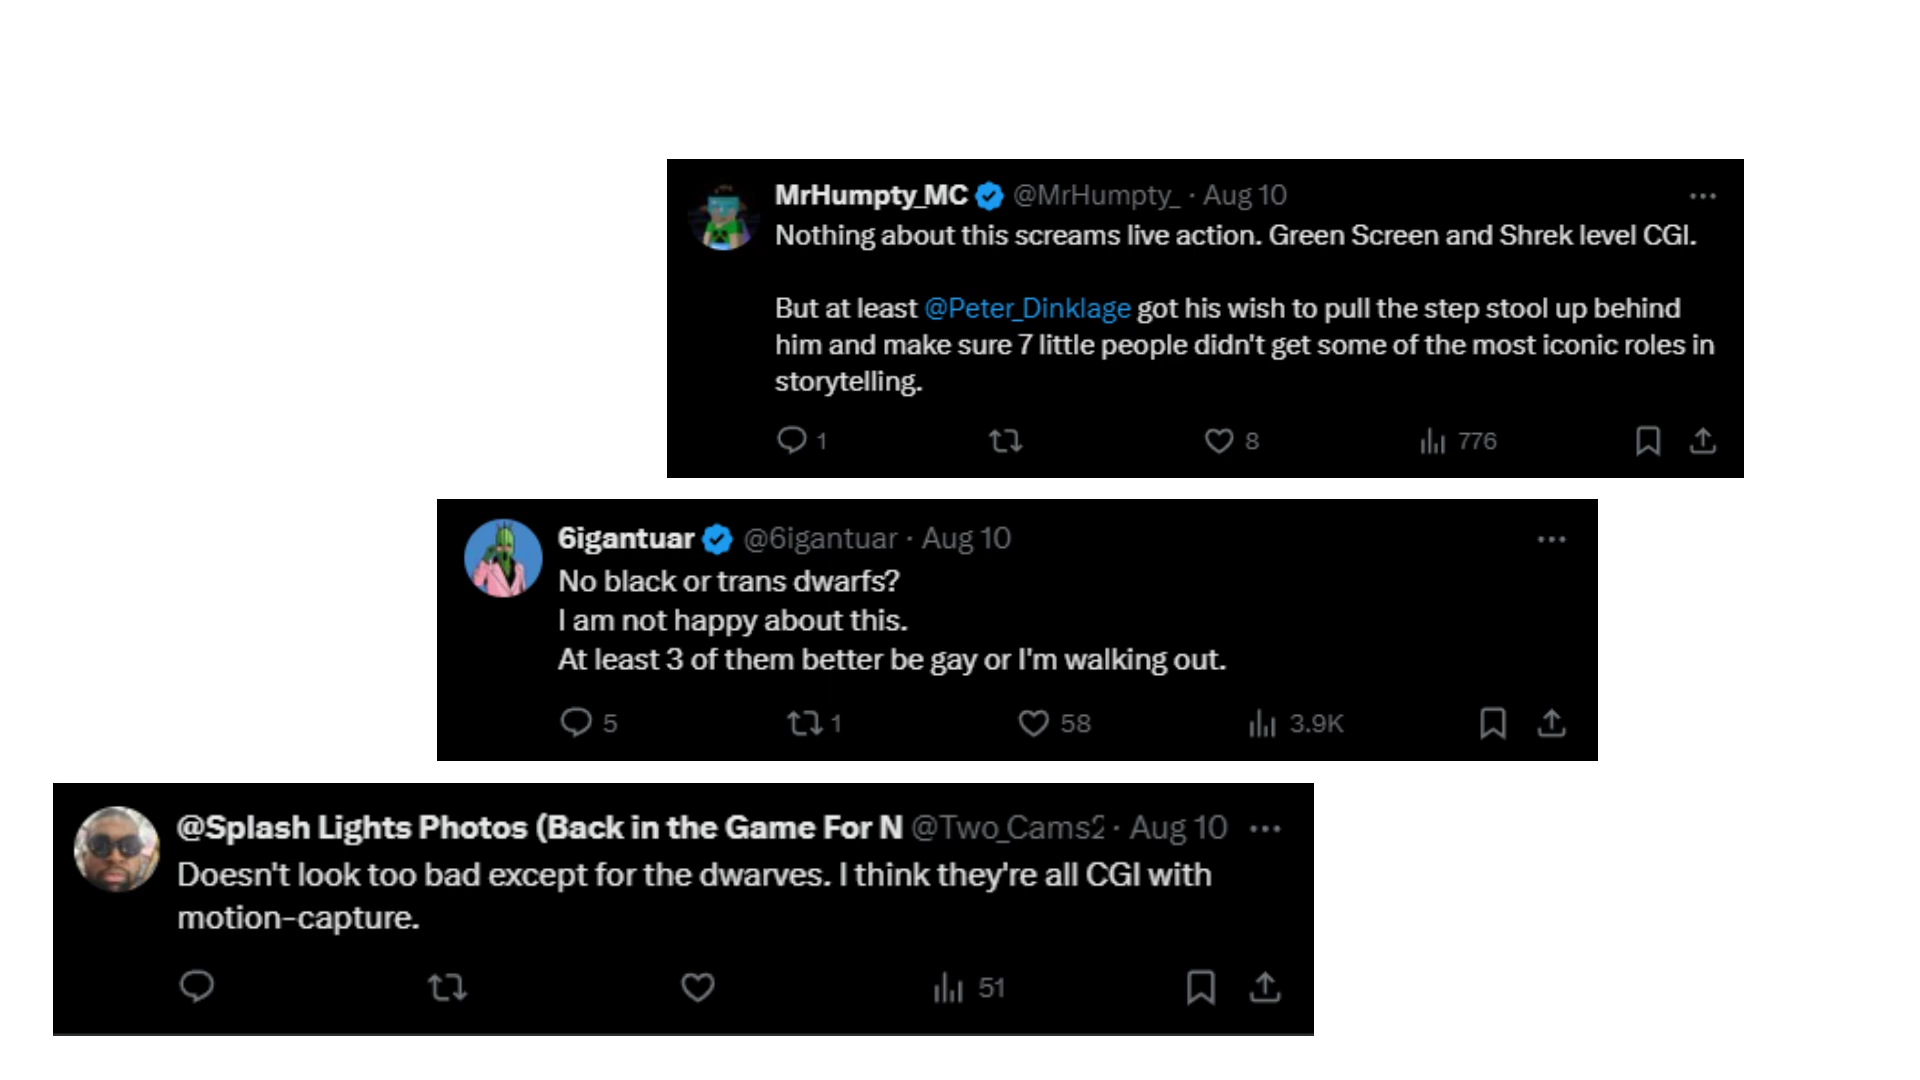 MrHumpty_MC @MrHumpty_ · Aug 10
Nothing about this screams live action. Green Screen and Shrek level CGI.
But at least @Peter_Dinklage got his wish to pull the step stool up behind
him and make sure 7 little people didn't get some of the most iconic roles in
storytelling.
1 8 776
6igantuar @6igantuar · Aug 10
No black or trans dwarfs?
I am not happy about this.
At least 3 of them better be gay or I'm walking out.
5 1 58 3.9K
@Splash Lights Photos (Back in the Game For N @Two_Cams2 · Aug 10
Doesn't look too bad except for the dwarves. I think they're all CGI with
motion-capture.
51